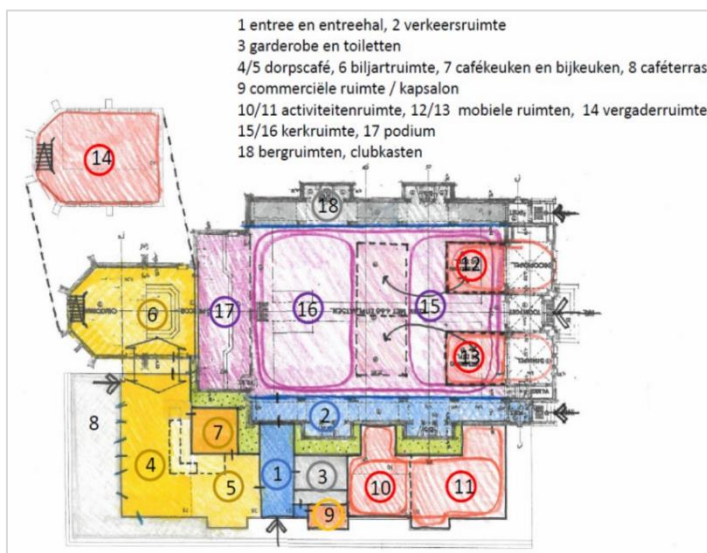 1 entree en entreehal, 2 verkeersruimte
3 garderobe en toiletten
4/5 dorpscafé, 6 biljartruimte, 7 cafékeuken en bijkeuken, 8 caféterras
9 commerciële ruimte / kapsalon
10/11 activiteitenruimte, 12/13 mobiele ruimten, 14 vergaderruimte
15/16 kerkruimte, 17 podium
18 bergruimten, clubkasten
14
18
12
6
17
16
15
13
8
2
7
4
5
1
3
10
11
9